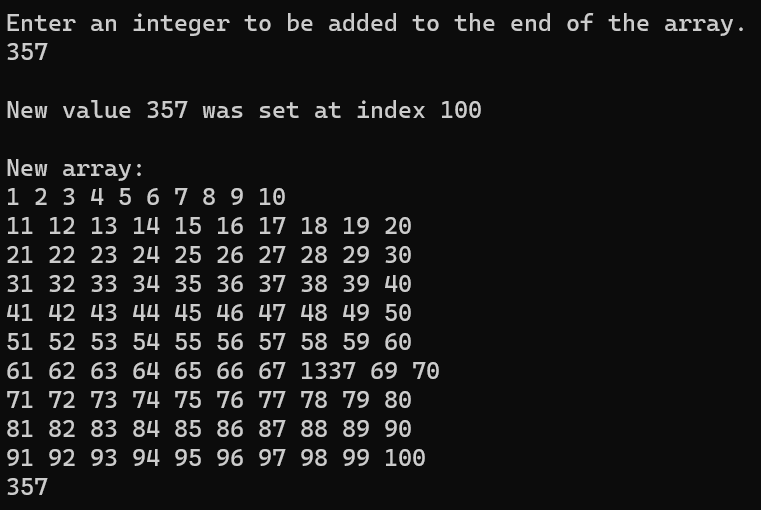 Enter an integer to be added to the end of the array.
357
New value 357 was set at index 100
New array:
1 2 3 4 5 6 7 8 9 10
11 12 13 14 15 16 17 18 19 20
21 22 23 24 25 26 27 28 29 30
31 32 33 34 35 36 37 38 39 40
41 42 43 44 45 46 47 48 49 50
51 52 53 54 55 56 57 58 59 60
61 62 63 64 65 66 67 1337 69 70
71 72 73 74 75 76 77 78 79 80
81 82 83 84 85 86 87 88 89 90
91 92 93 94 95 96 97 98 99 100
357